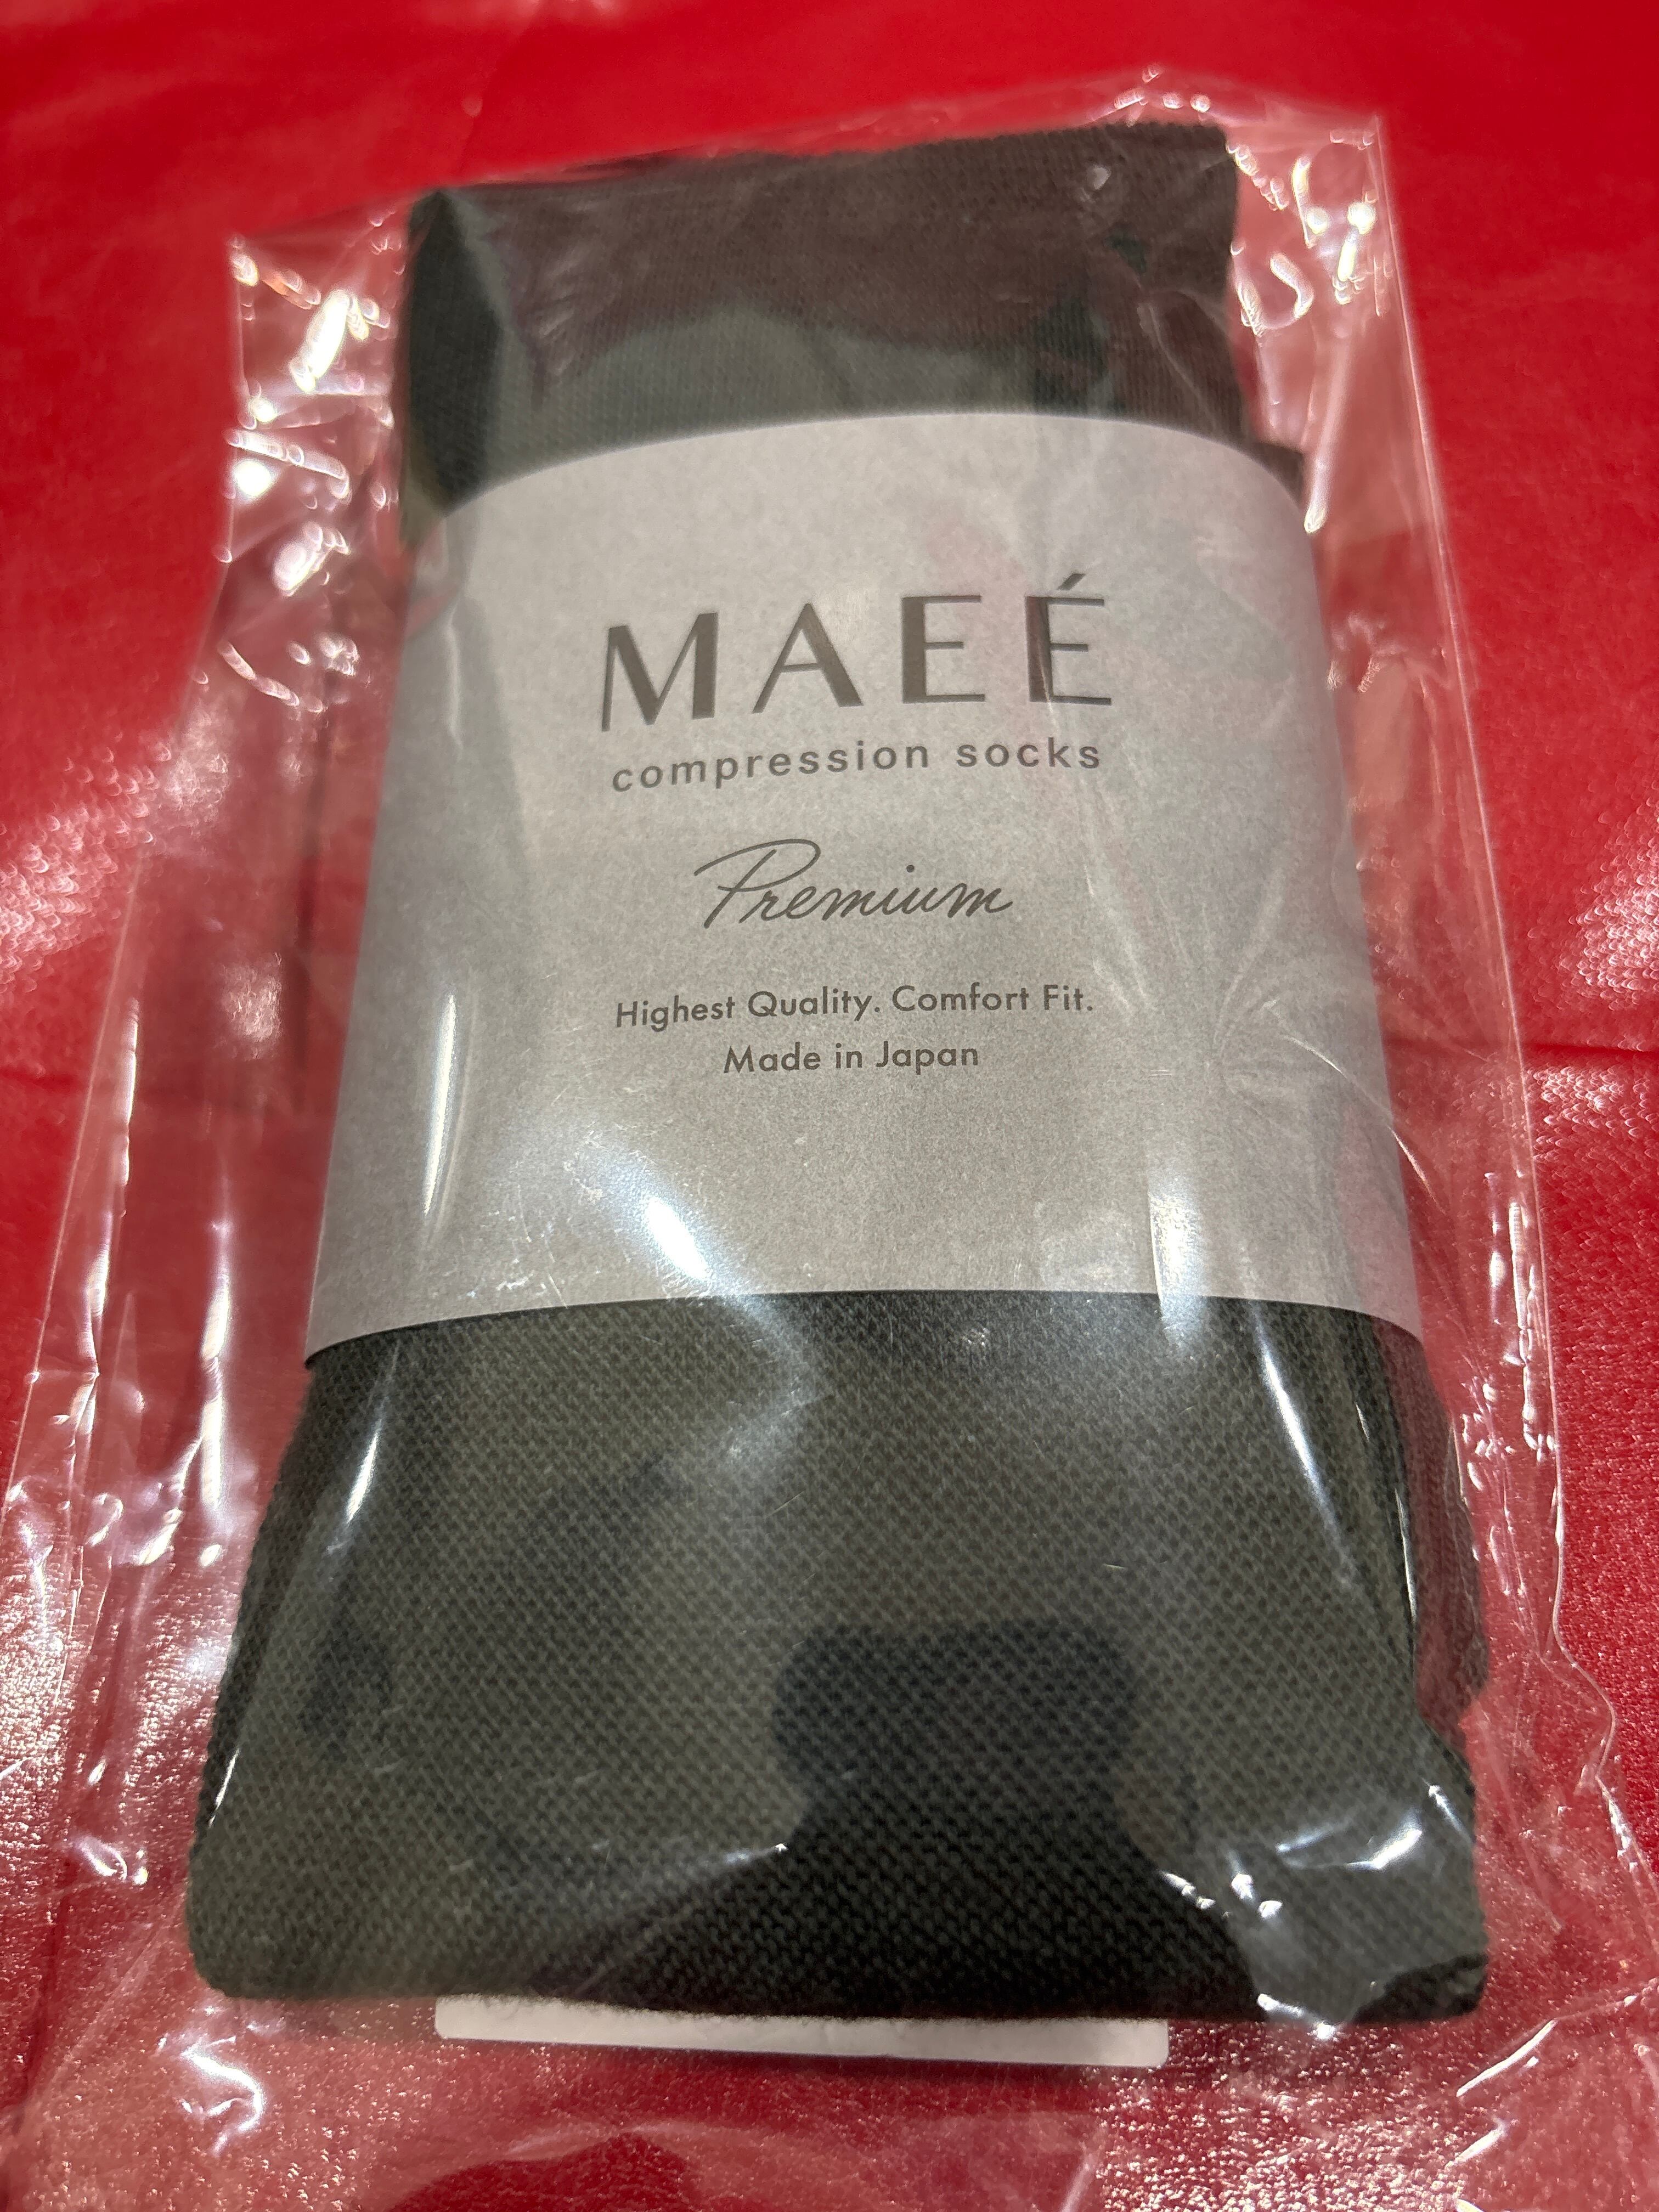 MAEÉ
compression socks
Premium
Highest Quality. Comfort Fit.
Made in Japan